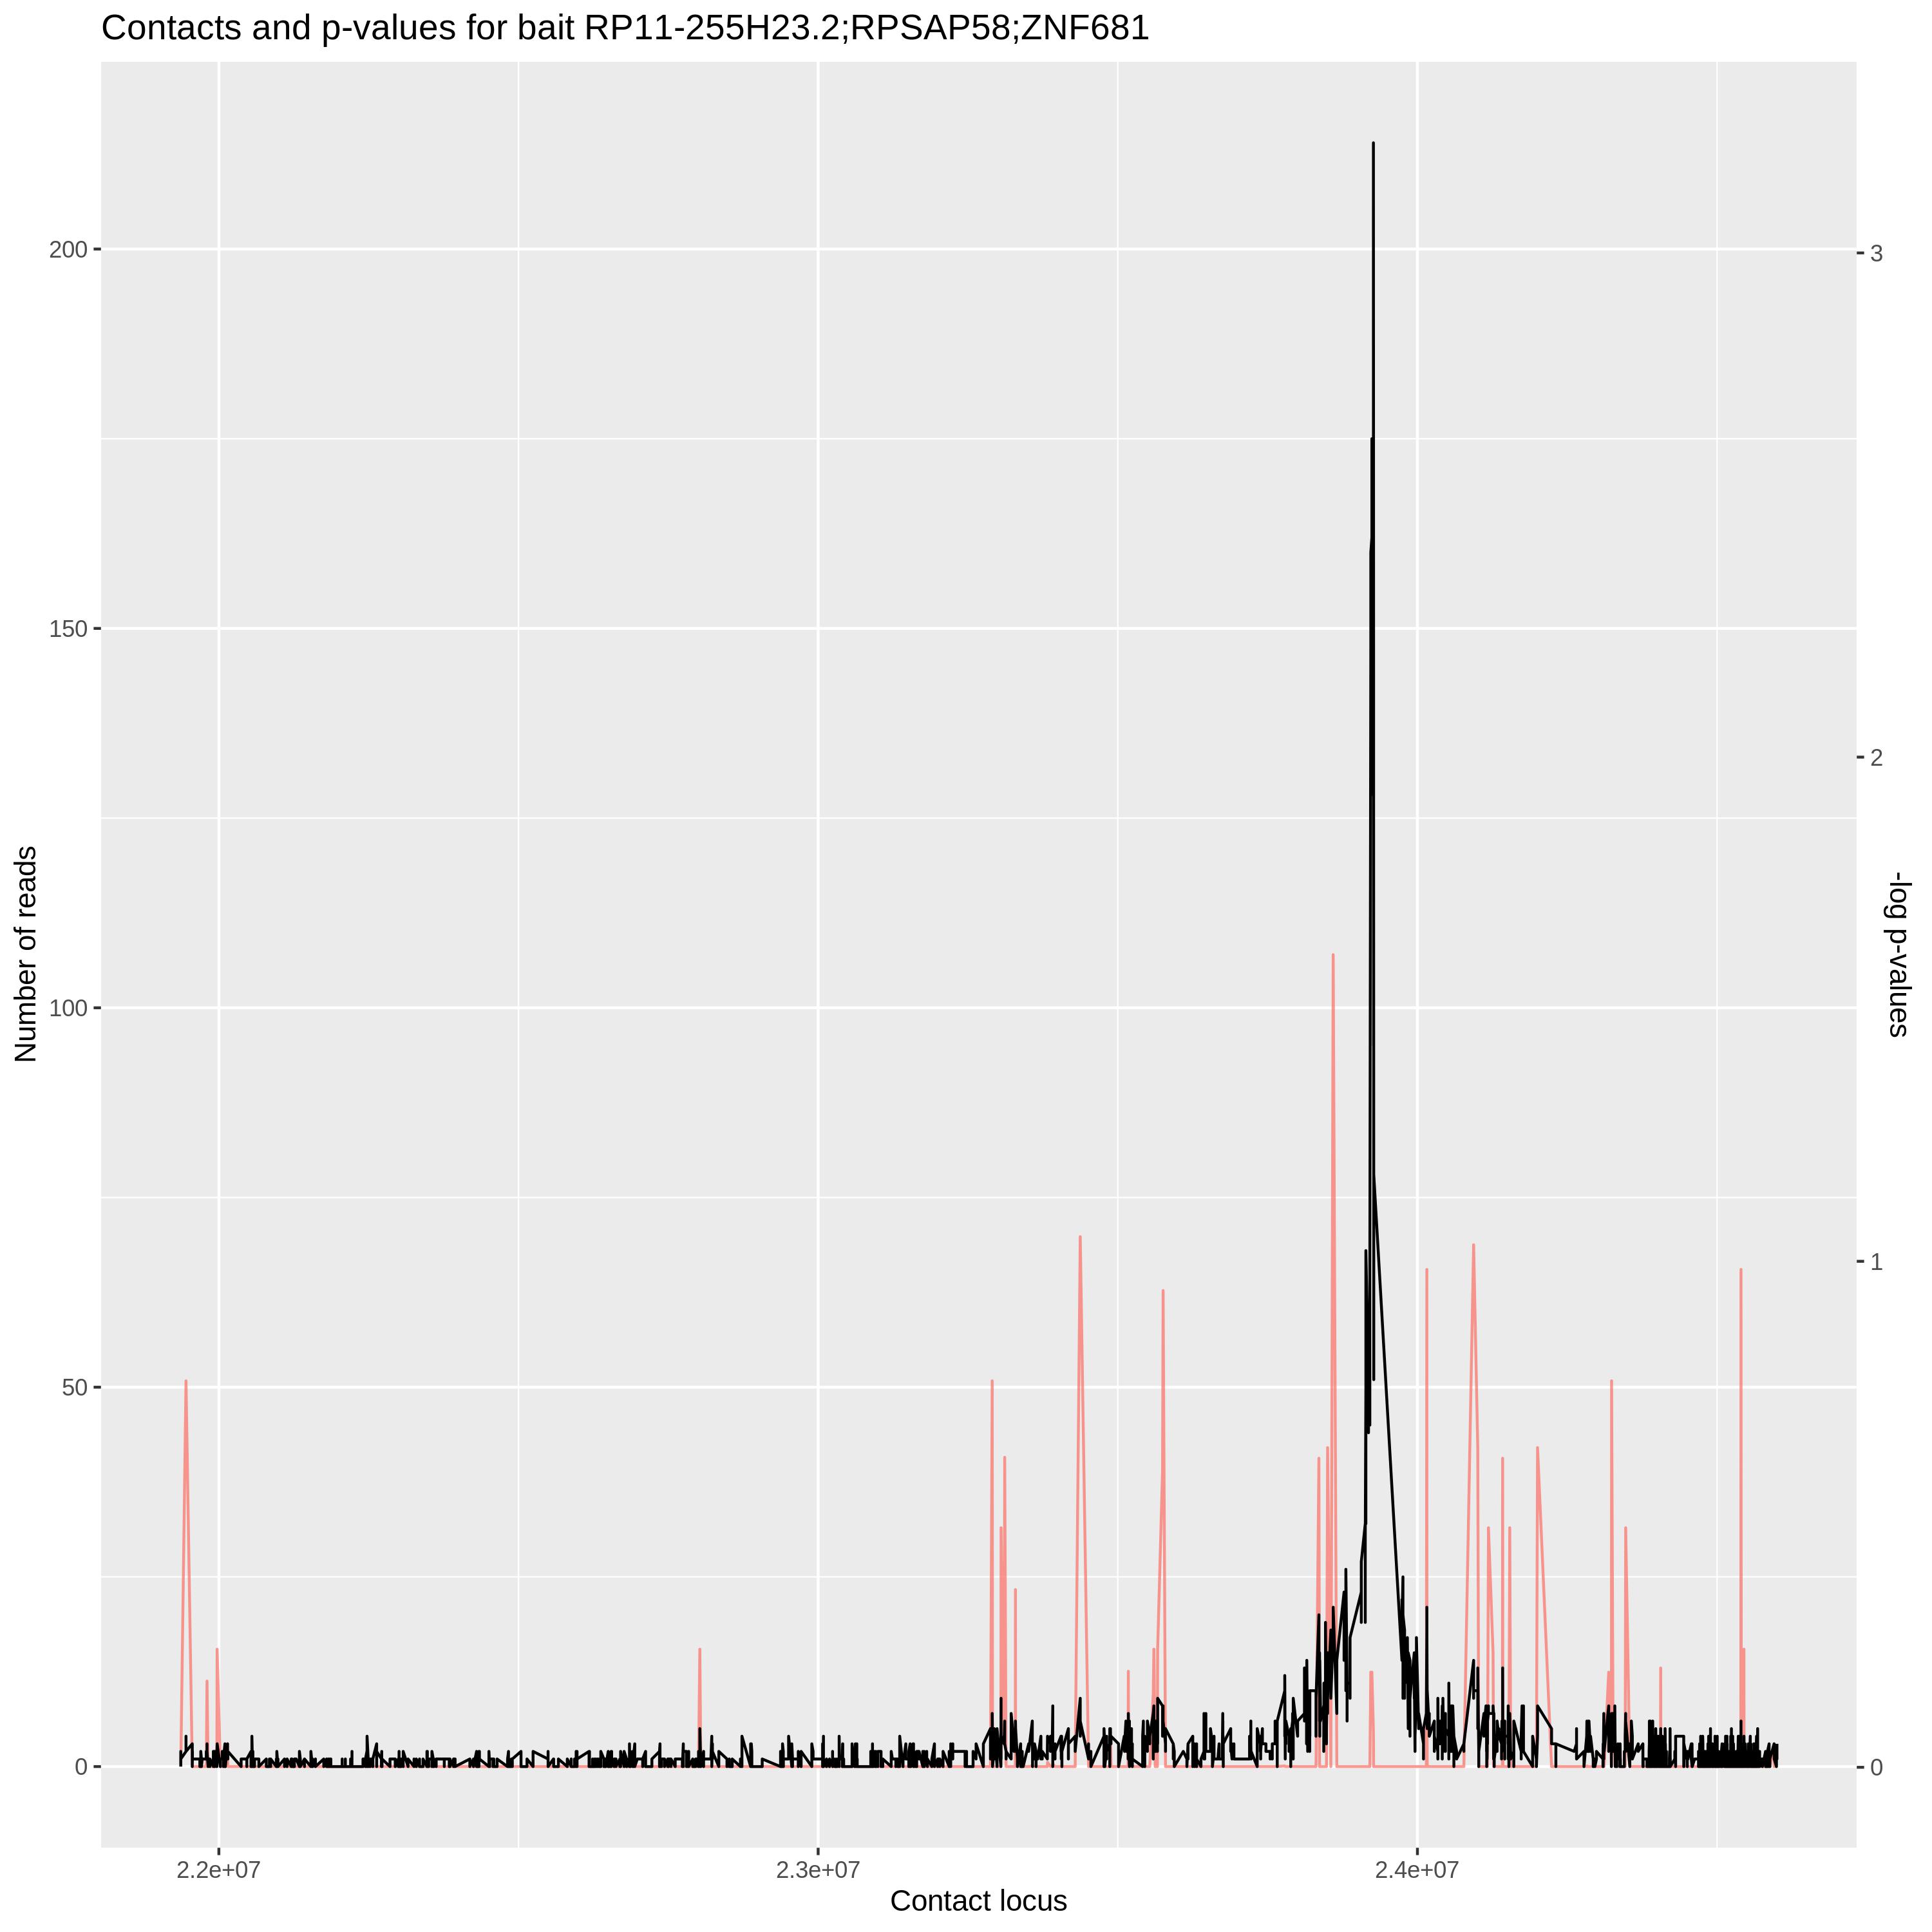 Contacts and p-values for bait RP11-255H23.2;RPSAP58;ZNF681
200
150
100
50
0
Number of reads
3
2
1
0
-log p-values
2.2e+07 2.3e+07 2.4e+07
Contact locus